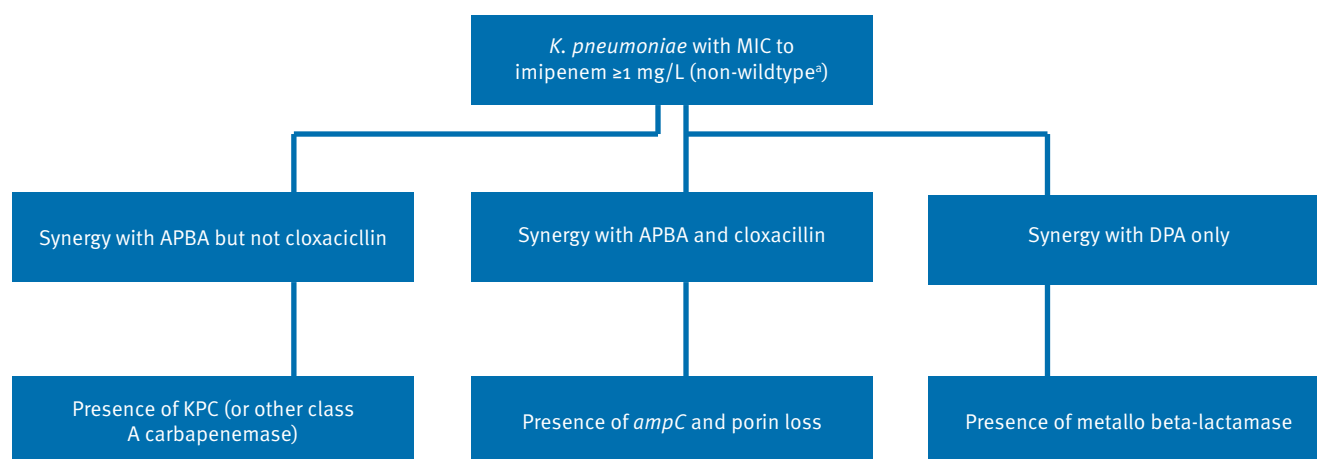 K. pneumoniae with MIC to
imipenem ≥1 mg/L (non-wildtypeᵃ)
Synergy with APBA but not cloxacicllin
Synergy with APBA and cloxacillin
Synergy with DPA only
Presence of KPC (or other class
A carbapenemase)
Presence of ampC and porin loss
Presence of metallo beta-lactamase